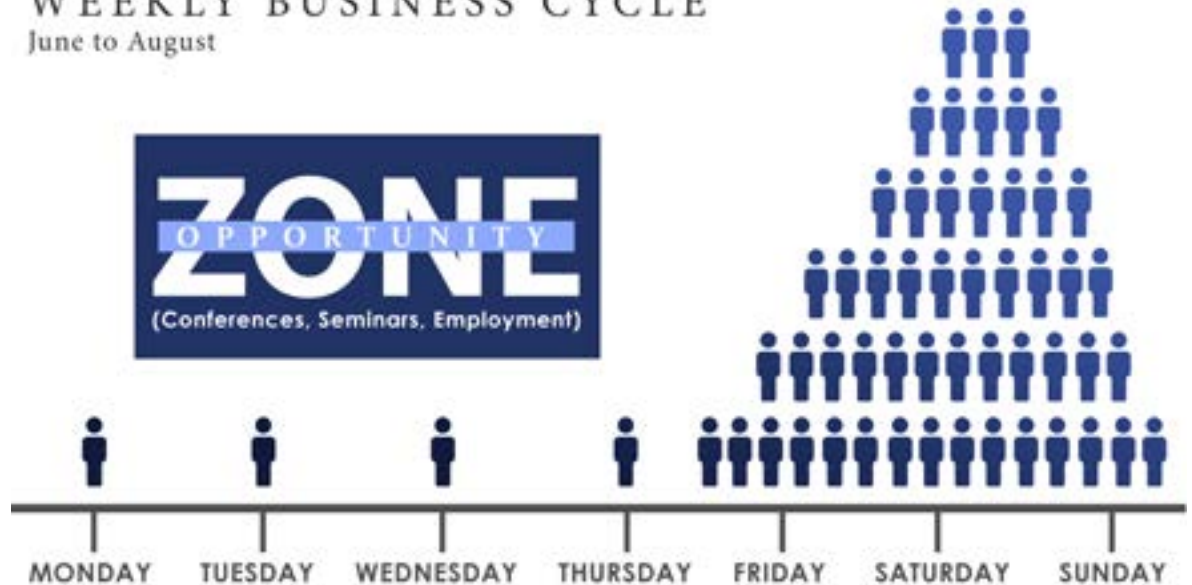 WEEKLY BUSINESS CYCLE
June to August
ZONE
OPPORTUNITY
(Conferences, Seminars, Employment)
MONDAY TUESDAY WEDNESDAY THURSDAY FRIDAY SATURDAY SUNDAY